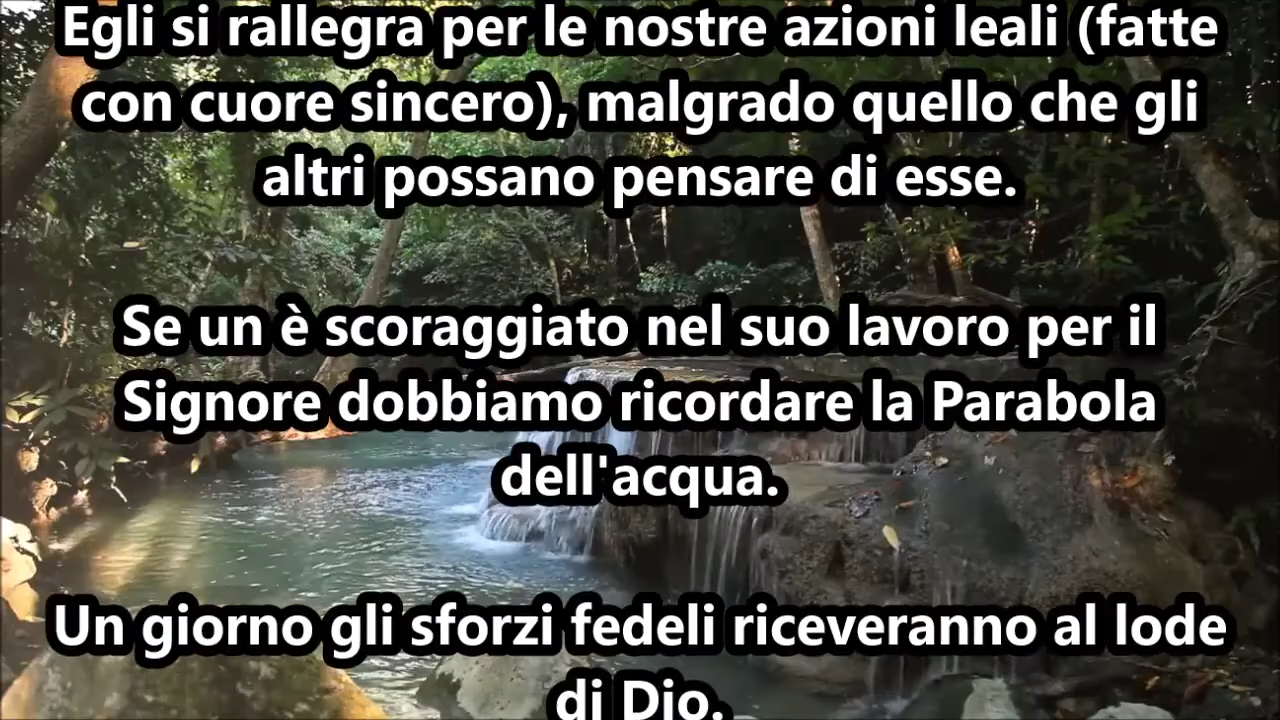 Egli si rallegra per le nostre azioni leali (fatte
con cuore sincero), malgrado quello che gli
altri possano pensare di esse.
Se un è scoraggiato nel suo lavoro per il
Signore dobbiamo ricordare la Parabola
dell'acqua.
Un giorno gli sforzi fedeli riceveranno al lode
di Dio.